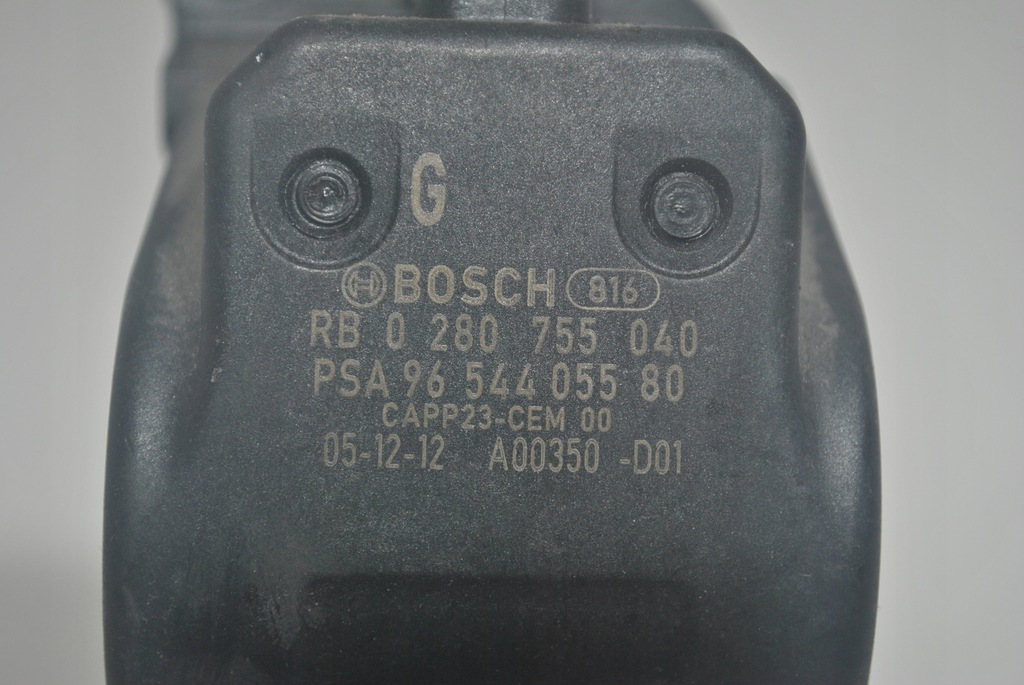 G
BOSCH 816
RB 0 280 755 040
PSA 96 544 055 80
CAPP23-CEM 00
05-12-12 A00350 -D01